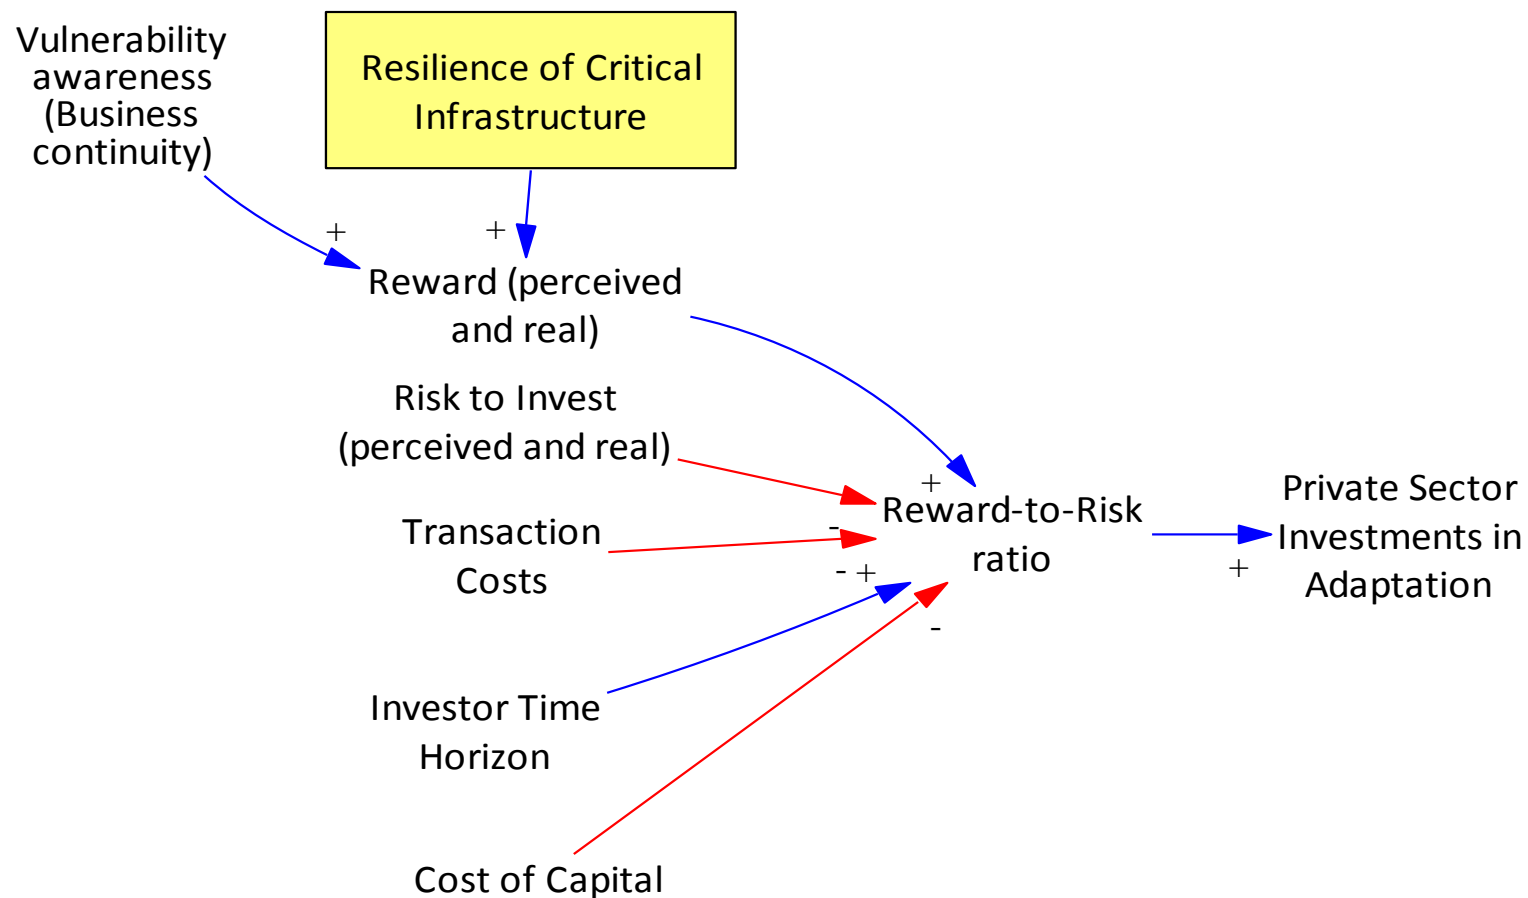 Vulnerability
awareness
(Business
continuity)
Resilience of Critical
Infrastructure
+
+
Reward (perceived
and real)
Risk to Invest
(perceived and real)
+
Reward-to-Risk
ratio
Private Sector
Investments in
Adaptation
Transaction
Costs
-
- +
+
-
Investor Time
Horizon
Cost of Capital